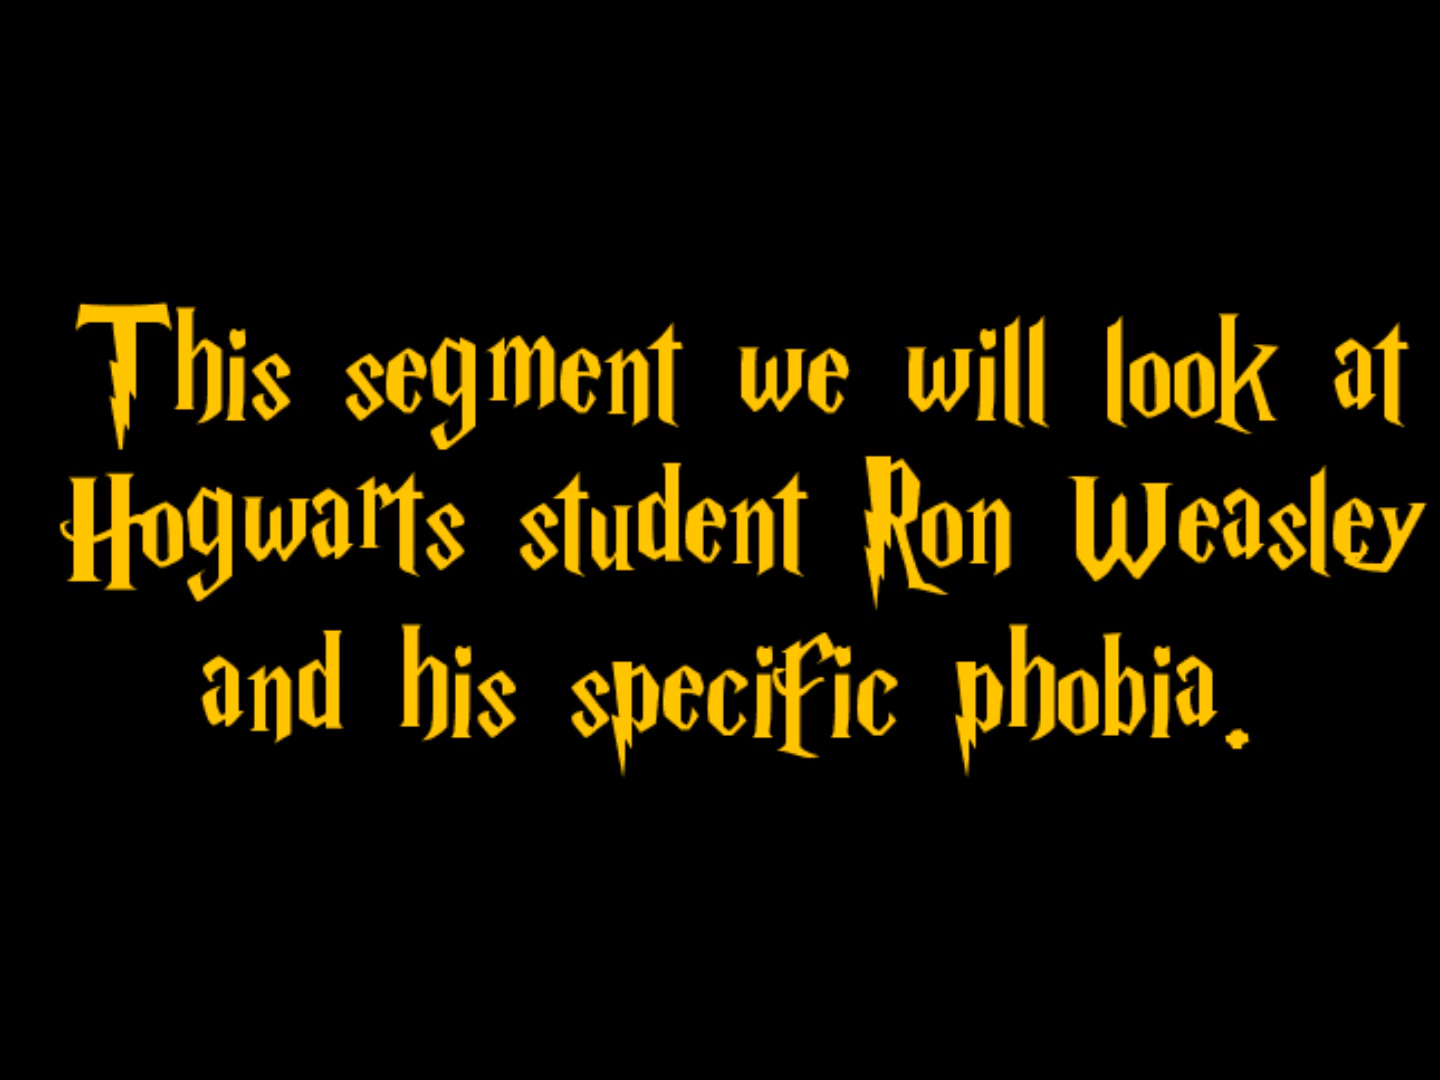 This segment we will look at
Hogwarts student Ron Weasley
and his specific phobia.